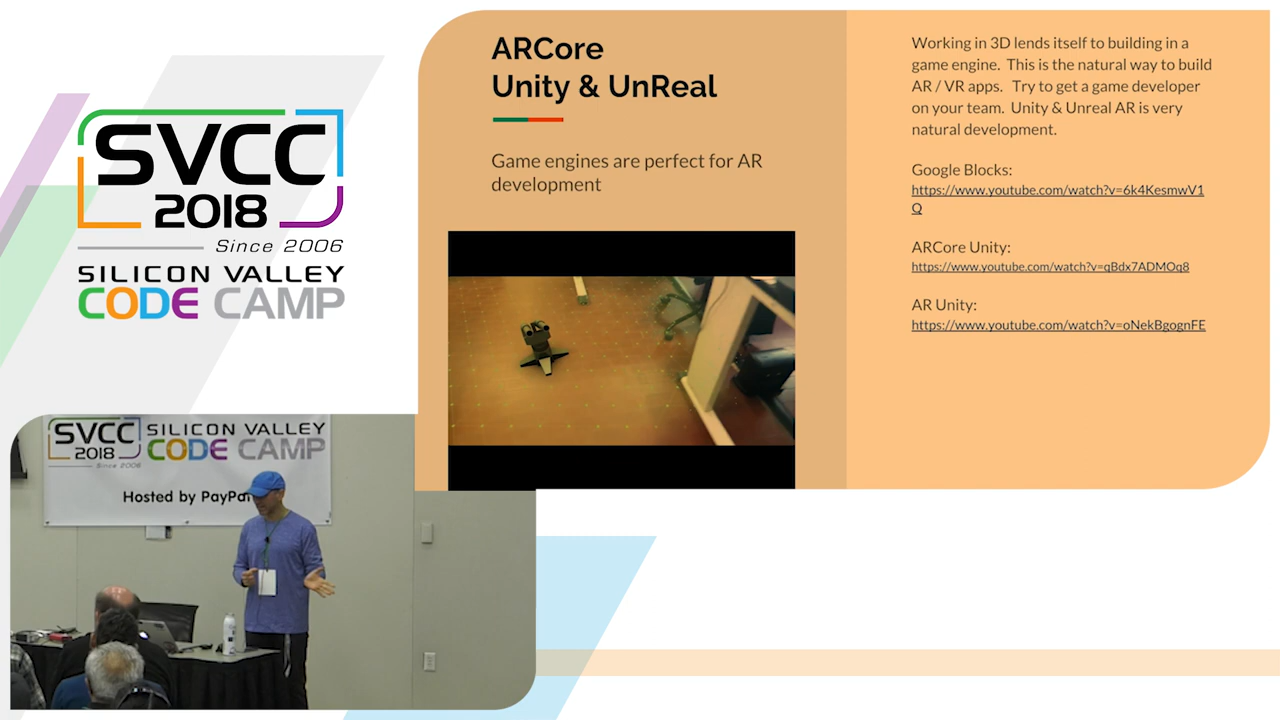 SVCC
2018
Since 2006
SILICON VALLEY
CODE CAMP
ARCore
Unity & UnReal
Game engines are perfect for AR
development
Working in 3D lends itself to building in a
game engine. This is the natural way to build
AR / VR apps. Try to get a game developer
on your team. Unity & Unreal AR is very
natural development.
Google Blocks:
https://www.youtube.com/watch?v=6k4KesmwV1
Q
ARCore Unity:
https://www.youtube.com/watch?v=qBdx7ADMOq8
AR Unity:
https://www.youtube.com/watch?v=oNekBgognFE
SVCC
2018
Since 2006
SILICON VALLEY
CODE CAMP
Hosted by PayPa